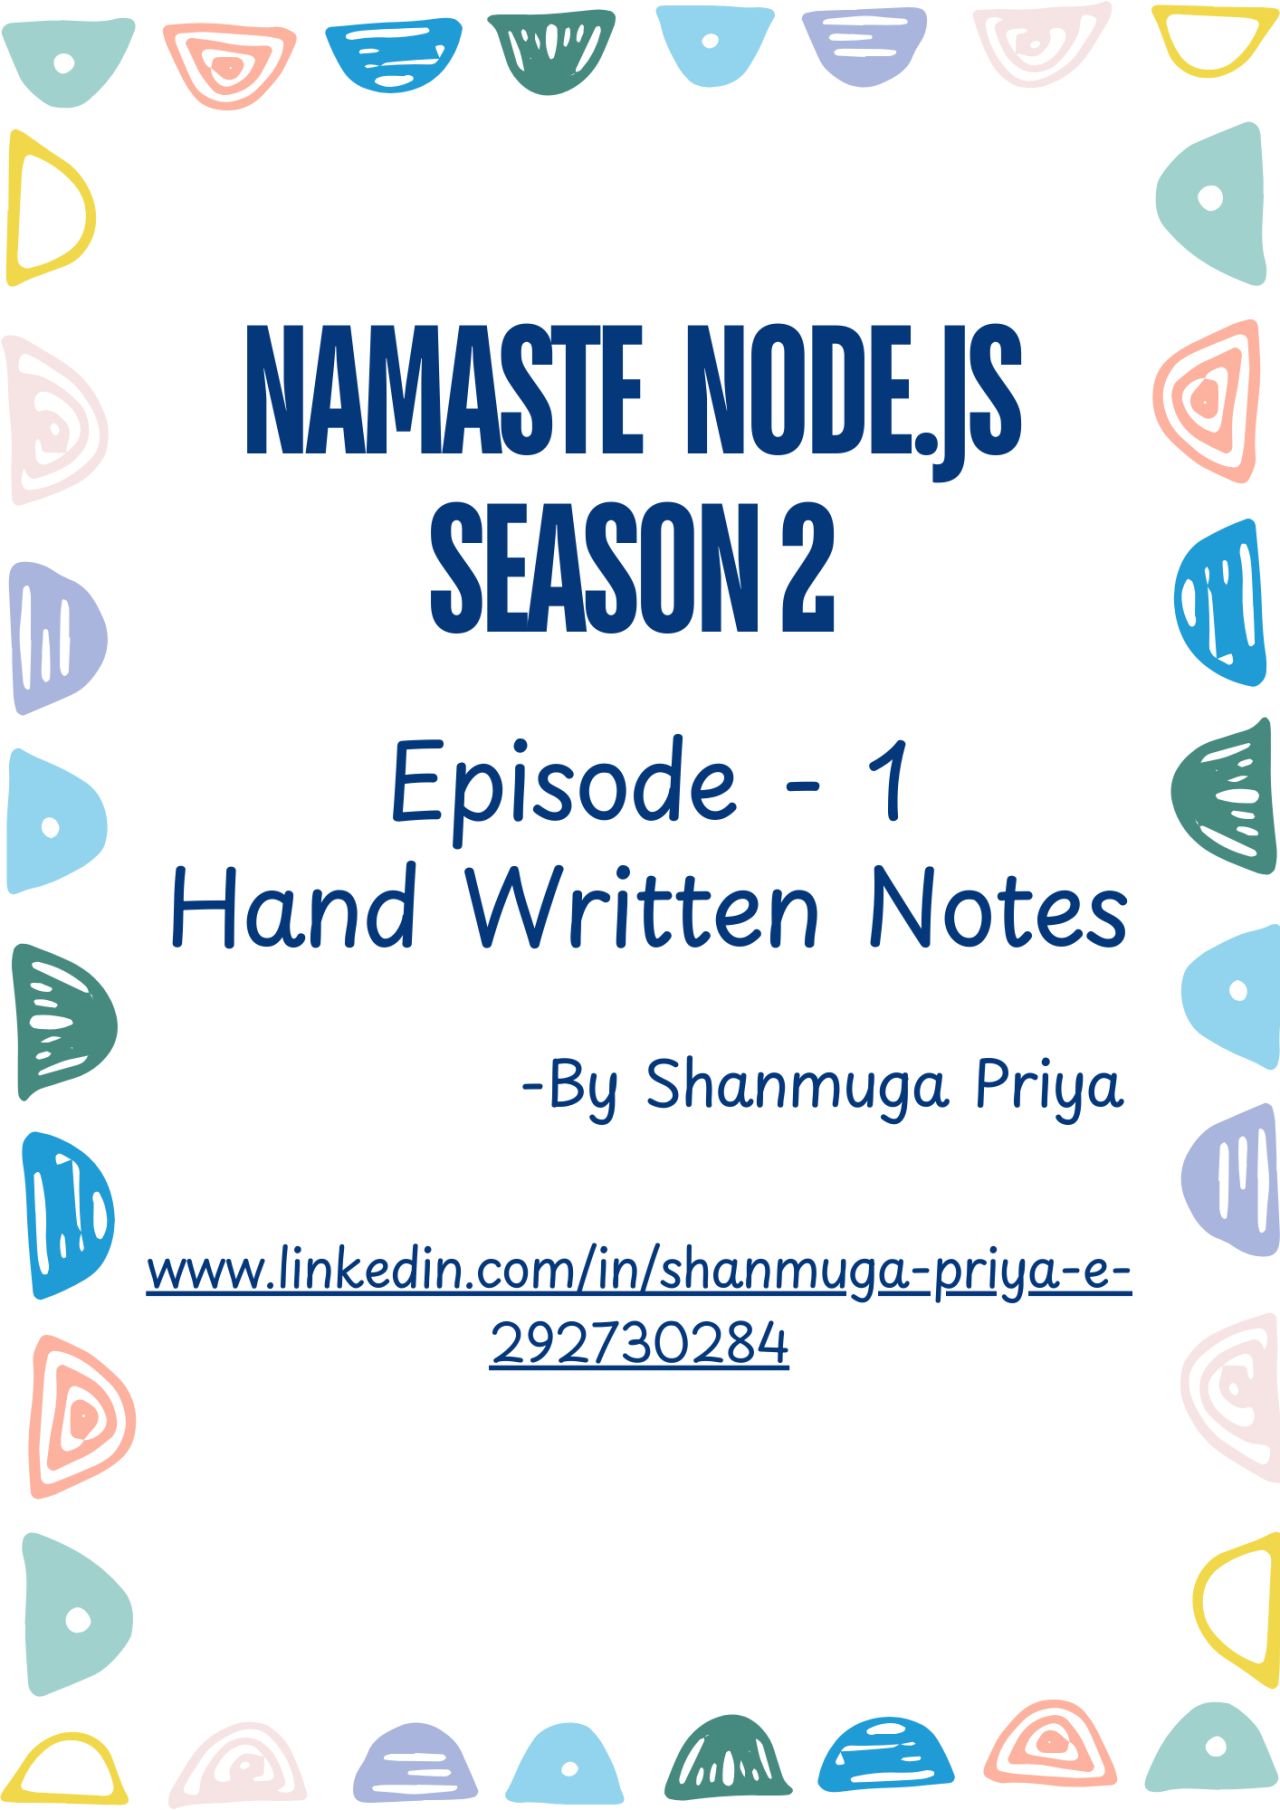 NAMASTE NODE.JS
SEASON 2
Episode - 1
Hand Written Notes
-By Shanmuga Priya
www.linkedin.com/in/shanmuga-priya-e-
292730284